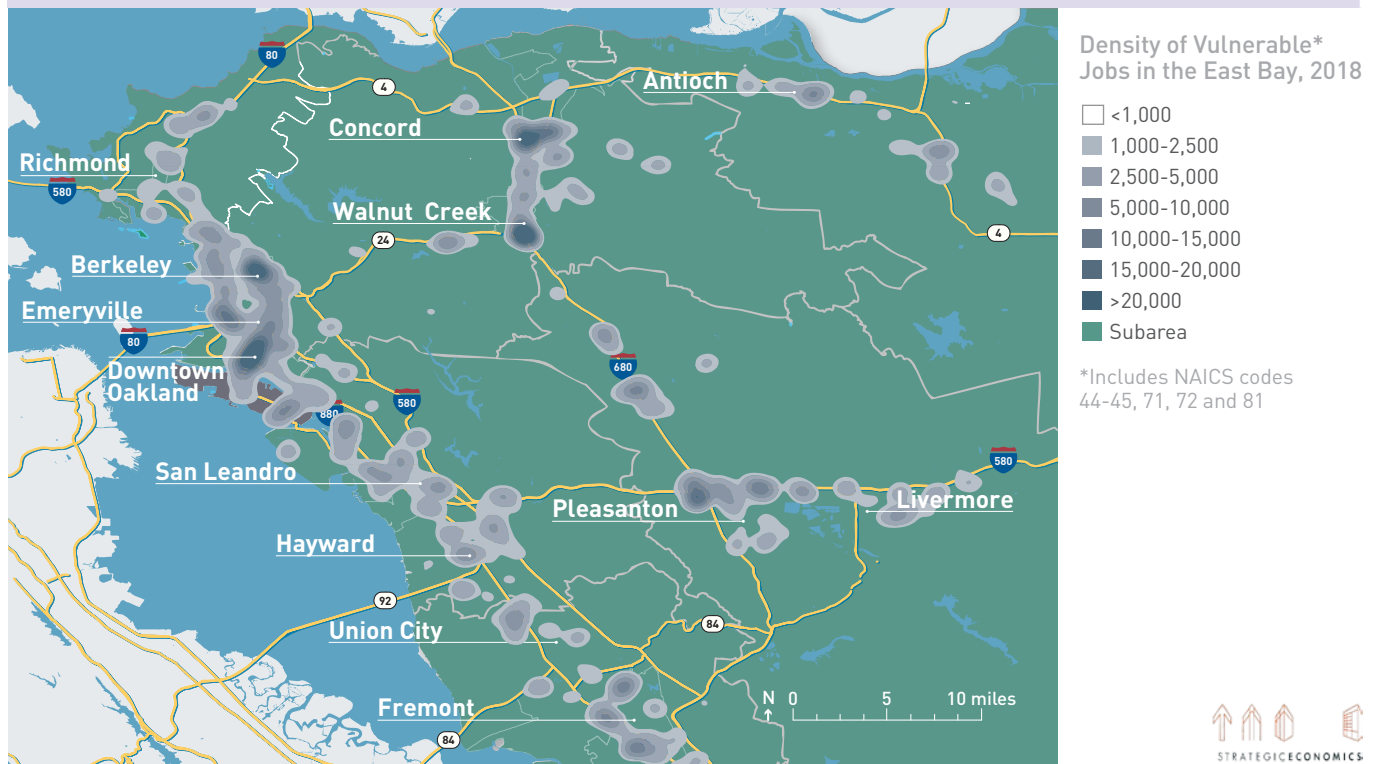 Density of Vulnerable*
Jobs in the East Bay, 2018
<1,000
1,000-2,500
2,500-5,000
5,000-10,000
10,000-15,000
15,000-20,000
>20,000
Subarea
*Includes NAICS codes
44-45, 71, 72 and 81
80
4
Antioch
Concord
Richmond
580
Walnut Creek
24
4
Berkeley
Emeryville
80
Downtown
Oakland
680
880
580
San Leandro
580
Pleasanton
Livermore
Hayward
92
Union City
84
Fremont
84
N 0 5 10 miles
STRATEGICECONOMICS